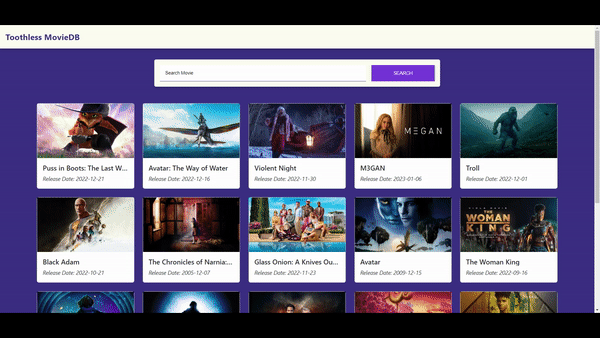 Toothless MovieDB
Search Movie
SEARCH
M3GAN
Puss in Boots: The Last W...
Release Date: 2022-12-21
Avatar: The Way of Water
Release Date: 2022-12-16
Violent Night
Release Date: 2022-11-30
M3GAN
Release Date: 2023-01-06
Troll
Release Date: 2022-12-01
THE
WOMAN
KING
Black Adam
Release Date: 2022-10-21
The Chronicles of Narnia:...
Release Date: 2005-12-07
Glass Onion: A Knives Ou...
Release Date: 2022-11-23
Avatar
Release Date: 2009-12-15
The Woman King
Release Date: 2022-09-16